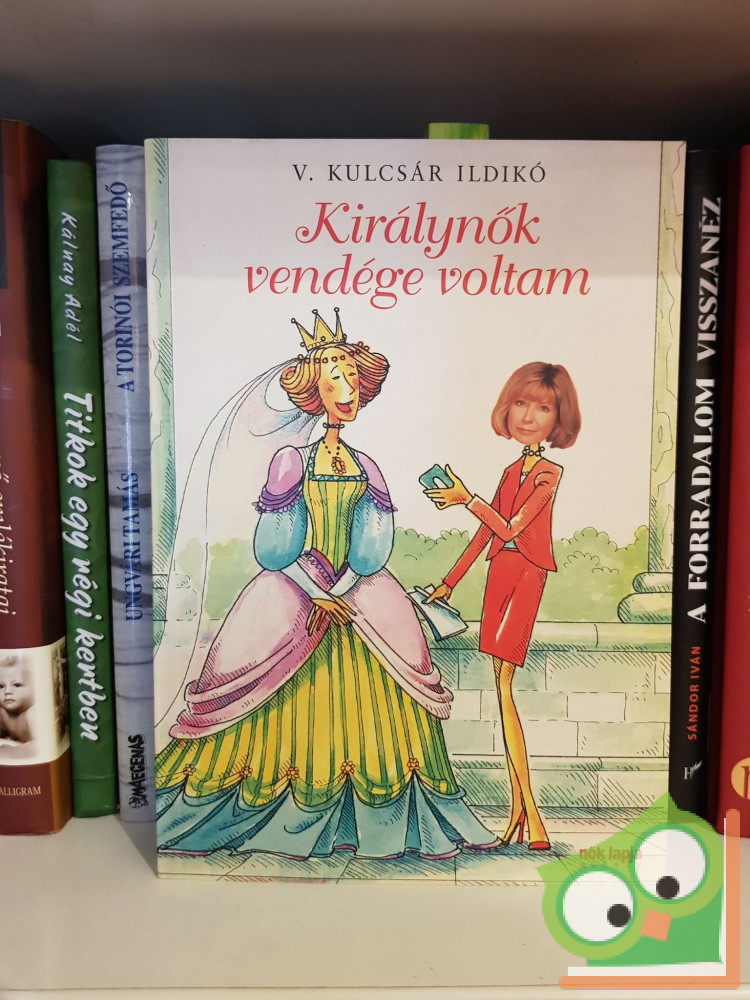 V. KULCSÁR ILDIKÓ
Királynők
vendége voltam
nők lapja
Kálnay Adél
Titkok egy régi kertben
UNGVÁRI TAMÁS
A TORINÓI SZEMFEDŐ
MAECENAS
SÁNDOR IVÁN
A FORRADALOM VISSZANÉZ
ALLIGRAM